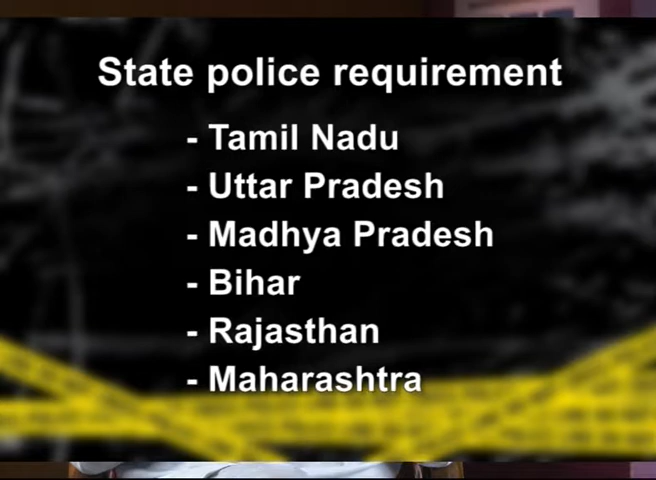 State police requirement
- Tamil Nadu
- Uttar Pradesh
- Madhya Pradesh
- Bihar
- Rajasthan
- Maharashtra